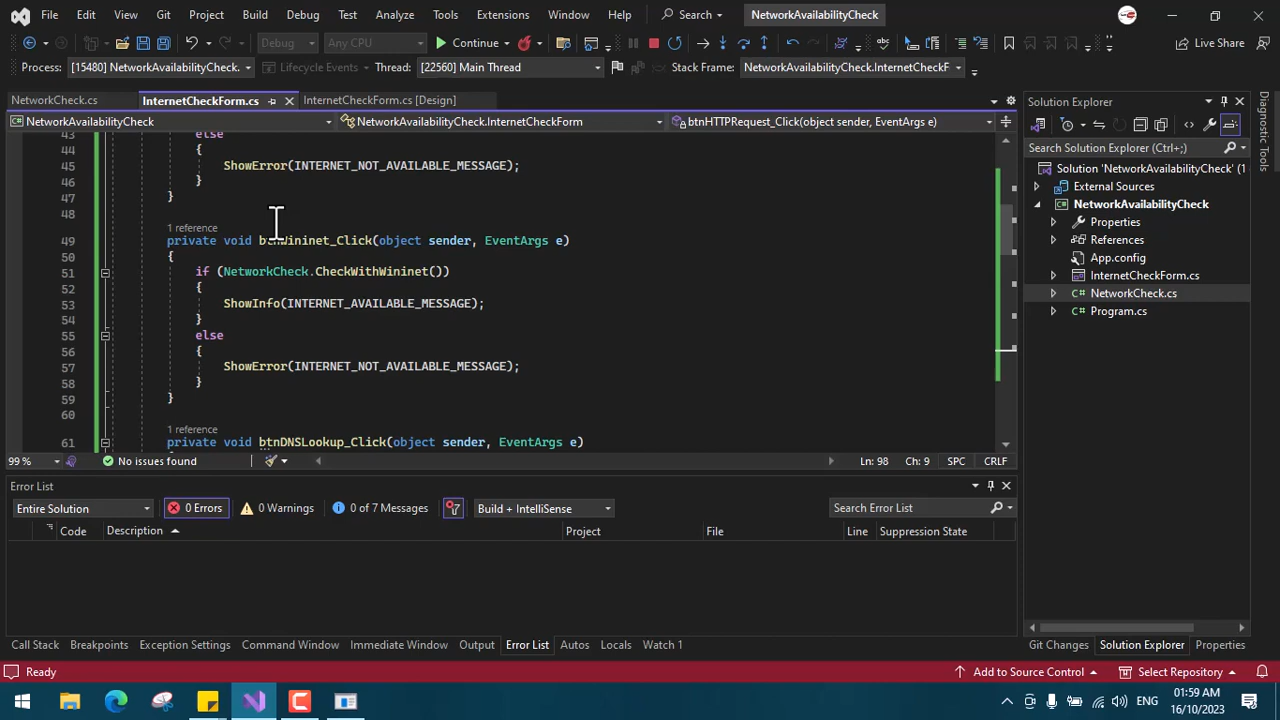 File Edit View Git Project Build Debug Test Analyze Tools Extensions Window Help Search NetworkAvailabilityCheck
Debug Any CPU Continue Live Share
Process: [15480] NetworkAvailabilityCheck. Lifecycle Events Thread: [22560] Main Thread Stack Frame: NetworkAvailabilityCheck.InternetCheckF
NetworkCheck.cs InternetCheckForm.cs InternetCheckForm.cs [Design]
NetworkAvailabilityCheck NetworkAvailabilityCheck.InternetCheckForm btnHTTPRequest_Click(object sender, EventArgs e)
43 else
44 {
45 ShowError(INTERNET_NOT_AVAILABLE_MESSAGE);
46 }
47 }
48
1 reference
49 private void btnWininet_Click(object sender, EventArgs e)
50 {
51 if (NetworkCheck.CheckWithWininet())
52 {
53 ShowInfo(INTERNET_AVAILABLE_MESSAGE);
54 }
55 else
56 {
57 ShowError(INTERNET_NOT_AVAILABLE_MESSAGE);
58 }
59 }
60
1 reference
61 private void btnDNSLookup_Click(object sender, EventArgs e)
99 % No issues found Ln: 98 Ch: 9 SPC CRLF
Error List
Entire Solution 0 Errors 0 Warnings 0 of 7 Messages Build + IntelliSense Search Error List
Code Description Project File Line Suppression State
Call Stack Breakpoints Exception Settings Command Window Immediate Window Output Error List Autos Locals Watch 1
Solution Explorer
Search Solution Explorer (Ctrl+;)
Solution 'NetworkAvailabilityCheck' (1
External Sources
NetworkAvailabilityCheck
Properties
References
App.config
InternetCheckForm.cs
C# NetworkCheck.cs
C# Program.cs
Git Changes Solution Explorer Properties
Diagnostic Tools
Ready Add to Source Control Select Repository
ENG 01:59 AM
16/10/2023